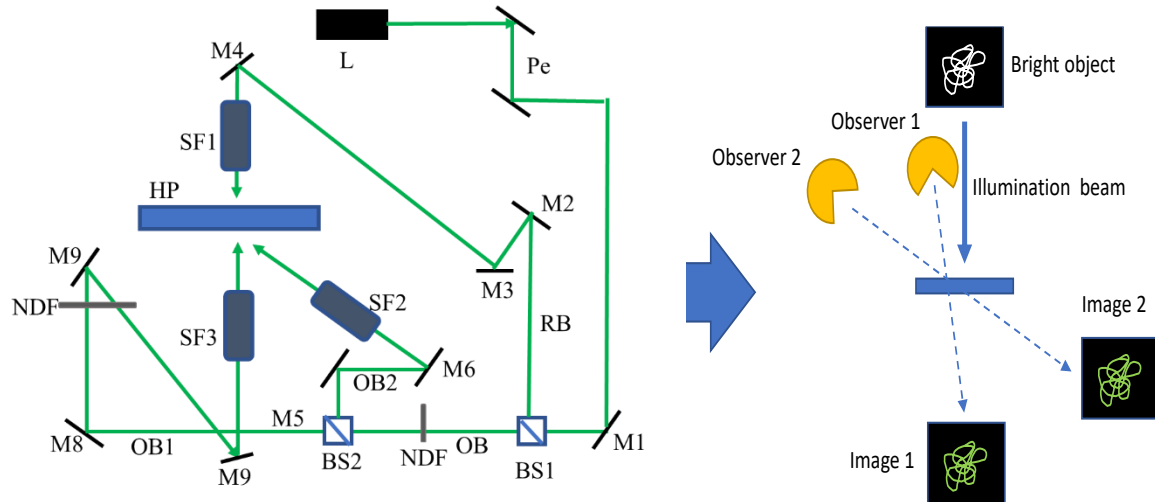 L
Pe
M4
SF1
HP
M2
M3
M9
NDF
SF3
SF2
RB
OB2
M6
M5
M8
OB1
M9
BS2
NDF
OB
BS1
M1
Bright object
Observer 1
Observer 2
Illumination beam
Image 2
Image 1